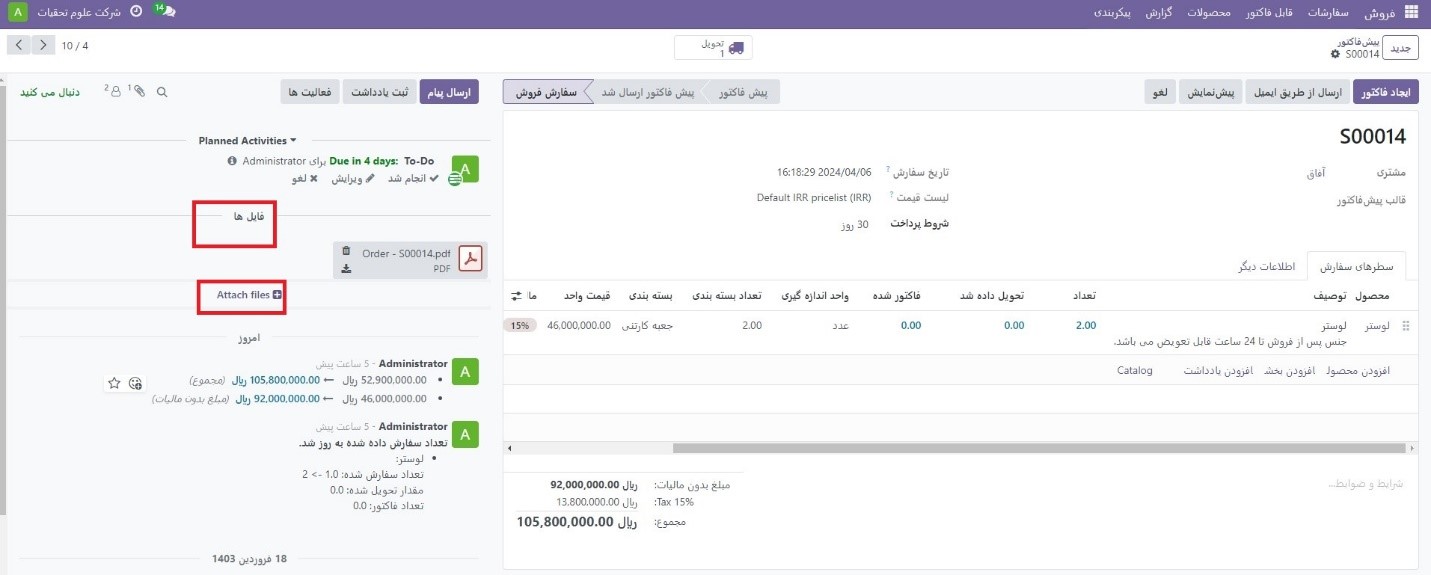 فروش سفارشات قابل فاکتور محصولات گزارش پیکربندی
14 شرکت علوم تحقیات A
جدید پیش‌فاکتور S00014
تحویل 1
10 / 4
ایجاد فاکتور ارسال از طریق ایمیل پیش‌نمایش لغو
پیش فاکتور پیش فاکتور ارسال شد سفارش فروش
S00014
مشتری آفاق
قالب پیش‌فاکتور
تاریخ سفارش ? 2024/04/06 16:18:29
لیست قیمت ? Default IRR pricelist (IRR)
شروط پرداخت 30 روز
سطرهای سفارش اطلاعات دیگر
محصول توصیف تعداد تحویل داده شد فاکتور شده واحد اندازه گیری تعداد بسته بندی بسته بندی قیمت واحد ما
لوستر لوستر 2.00 0.00 0.00 عدد 2.00 جعبه کارتنی 46,000,000.00 15%
جنس پس از فروش تا 24 ساعت قابل تعویض می باشد.
افزودن محصول افزودن بخش افزودن یادداشت Catalog
شرایط و ضوابط...
مبلغ بدون مالیات: 92,000,000.00 ریال
Tax 15%: 13,800,000.00 ریال
مجموع: 105,800,000.00 ریال
ارسال پیام ثبت یادداشت فعالیت ها 1 2 دنبال می کنید
Planned Activities
A Due in 4 days: To-Do برای Administrator
انجام شد ویرایش لغو
فایل ها
Order - S00014.pdf
PDF
Attach files
امروز
A Administrator - 5 ساعت پیش
52,900,000.00 ریال 105,800,000.00 ریال (مجموع)
46,000,000.00 ریال 92,000,000.00 ریال (مبلغ بدون مالیات)
A Administrator - 5 ساعت پیش
تعداد سفارش داده شده به روز شد.
لوستر:
تعداد سفارش شده: 1.0 -> 2
مقدار تحویل شده: 0.0
تعداد فاکتور: 0.0
18 فروردین 1403